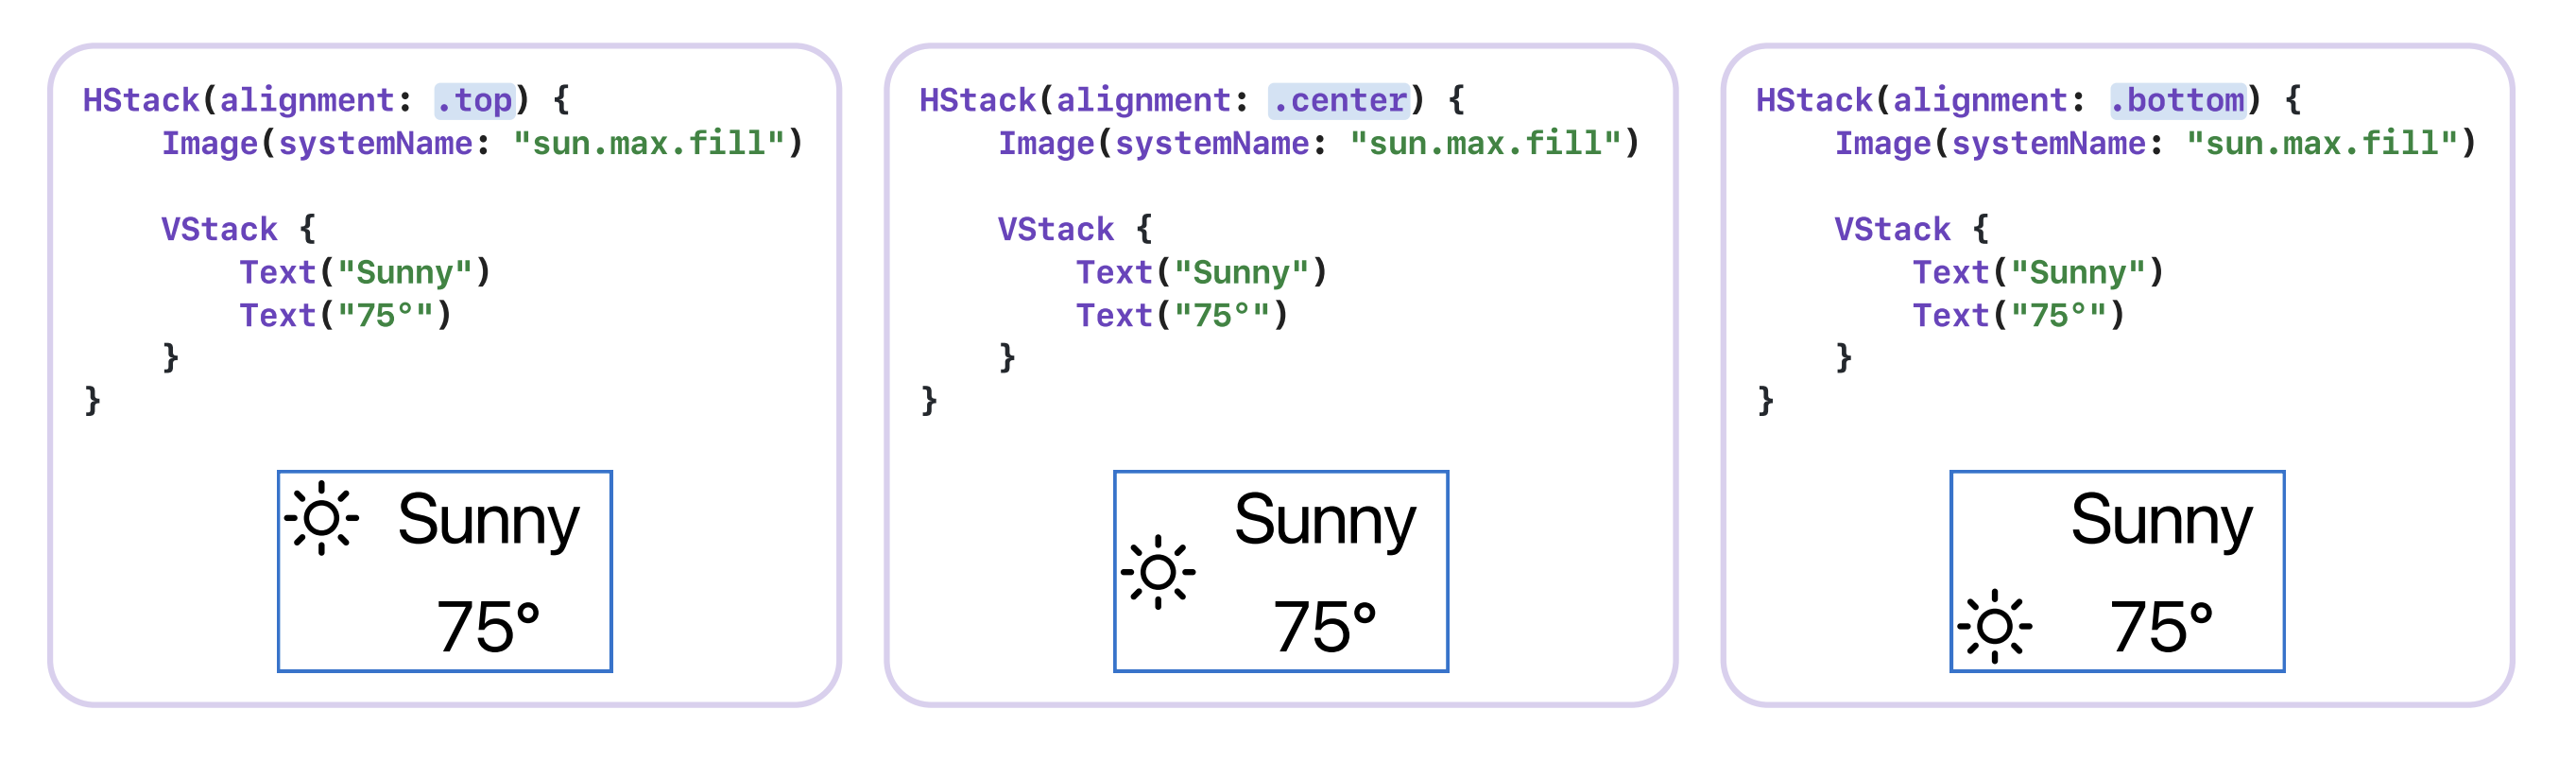 HStack(alignment: .top) {
    Image(systemName: "sun.max.fill")
    VStack {
        Text("Sunny")
        Text("75°")
    }
}
Sunny
75°
HStack(alignment: .center) {
    Image(systemName: "sun.max.fill")
    VStack {
        Text("Sunny")
        Text("75°")
    }
}
Sunny
75°
HStack(alignment: .bottom) {
    Image(systemName: "sun.max.fill")
    VStack {
        Text("Sunny")
        Text("75°")
    }
}
Sunny
75°